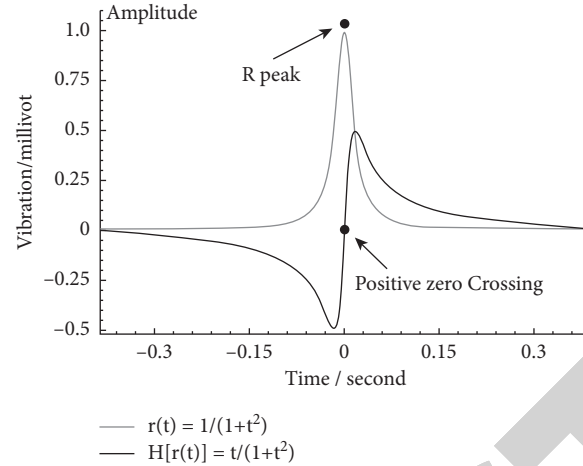 Amplitude
1.0
R peak
0.75
Vibration/millivot
0.5
0.25
0
Positive zero Crossing
−0.25
−0.5
−0.3
−0.15
0
0.15
0.3
Time / second
r(t) = 1/(1+t²)
H[r(t)] = t/(1+t²)